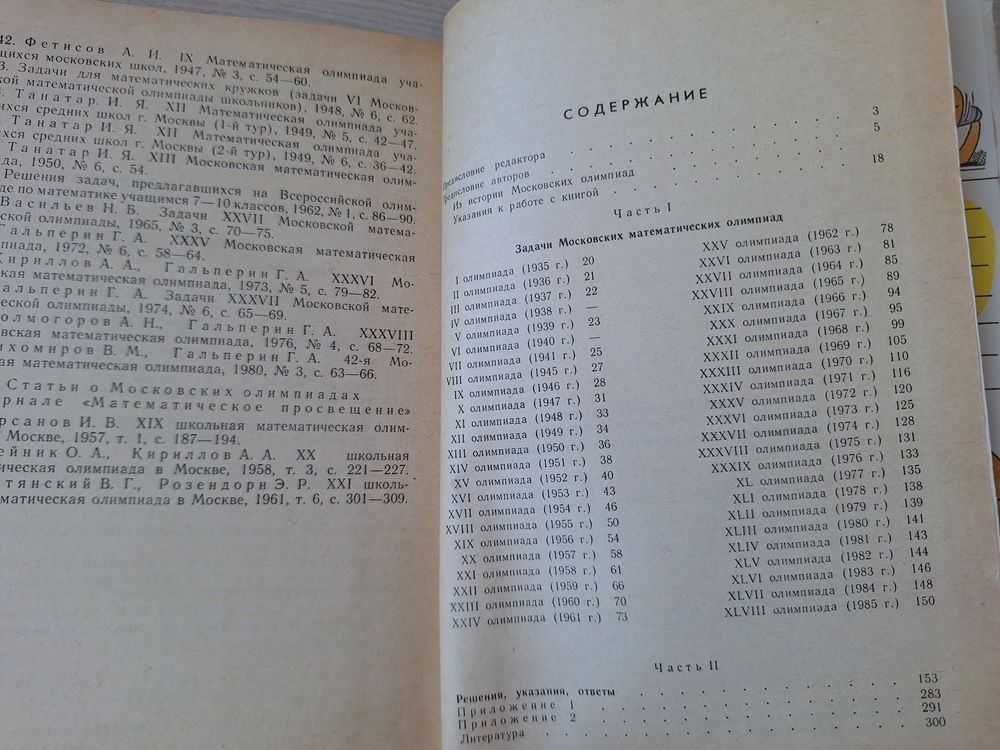 42. Фетисов А. И. IX Математическая олимпиада уча-
щихся московских школ, 1947, № 3, с. 54—60.
3. Задачи для математических кружков (задачи VI Москов-
кой математической олимпиады школьников), 1948, № 6, с. 62.
Танатар И. Я. XII Математическая олимпиада уча-
хся средних школ г. Москвы (1-й тур), 1949, № 5, с. 42—47.
Танатар И. Я. XII Математическая олимпиада уча-
хся средних школ г. Москвы (2-й тур), 1949, № 6, с. 36—42.
Танатар И. Я. XIII Московская математическая олим-
ада, 1950, № 6, с. 54.
Решения задач, предлагавшихся на Всероссийской олим-
де по математике учащимся 7—10 классов, 1962, № 1, с. 86—90.
Васильев Н. Б. Задачи XXVII Московской матема-
ской олимпиады, 1965, № 3, с. 70—75.
Гальперин Г. А. XXXV Московская математическая
пиада, 1972, № 6, с. 58—64.
Кириллов А. А., Гальперин Г. А. XXXVI Мо-
кая математическая олимпиада, 1973, № 5, с. 79—82.
альперин Г. А. Задачи XXXVII Московской мате-
еской олимпиады, 1974, № 6, с. 65—69.
олмогоров А. Н., Гальперин Г. А. XXXVIII
вская математическая олимпиада, 1976, № 4, с. 68—72.
ихомиров В. М., Гальперин Г. А. 42-я Мо-
ая математическая олимпиада, 1980, № 3, с. 63—66.
Статьи о Московских олимпиадах
рнале «Математическое просвещение»
рсанов И. В. XIX школьная математическая олим-
Москве, 1957, т. 1, с. 187—194.
ейник О. А., Кириллов А. А. XX школьная
тическая олимпиада в Москве, 1958, т. 3, с. 221—227.
тянский В. Г., Розендорн Э. Р. XXI школь-
атематическая олимпиада в Москве, 1961, т. 6, с. 301—309.
СОДЕРЖАНИЕ
Предисловие редактора . . . 3
Предисловие авторов . . . 5
Из истории Московских олимпиад
Указания к работе с книгой . . . 18
Часть I
Задачи Московских математических олимпиад
I олимпиада (1935 г.) 20
II олимпиада (1936 г.) 21
III олимпиада (1937 г.) 22
IV олимпиада (1938 г.) —
V олимпиада (1939 г.) 23
VI олимпиада (1940 г.) —
VII олимпиада (1941 г.) 25
VIII олимпиада (1945 г.) 27
IX олимпиада (1946 г.) 28
X олимпиада (1947 г.) 31
XI олимпиада (1948 г.) 33
XII олимпиада (1949 г.) 34
XIII олимпиада (1950 г.) 36
XIV олимпиада (1951 г.) 38
XV олимпиада (1952 г.) 40
XVI олимпиада (1953 г.) 43
XVII олимпиада (1954 г.) 46
XVIII олимпиада (1955 г.) 50
XIX олимпиада (1956 г.) 54
XX олимпиада (1957 г.) 58
XXI олимпиада (1958 г.) 61
XXII олимпиада (1959 г.) 66
XXIII олимпиада (1960 г.) 70
XXIV олимпиада (1961 г.) 73
XXV олимпиада (1962 г.) 78
XXVI олимпиада (1963 г.) 81
XXVII олимпиада (1964 г.) 85
XXVIII олимпиада (1965 г.) 89
XXIX олимпиада (1966 г.) 94
XXX олимпиада (1967 г.) 95
XXXI олимпиада (1968 г.) 99
XXXII олимпиада (1969 г.) 105
XXXIII олимпиада (1970 г.) 110
XXXIV олимпиада (1971 г.) 116
XXXV олимпиада (1972 г.) 120
XXXVI олимпиада (1973 г.) 125
XXXVII олимпиада (1974 г.) 128
XXXVIII олимпиада (1975 г.) 131
XXXIX олимпиада (1976 г.) 133
XL олимпиада (1977 г.) 135
XLI олимпиада (1978 г.) 138
XLII олимпиада (1979 г.) 139
XLIII олимпиада (1980 г.) 141
XLIV олимпиада (1981 г.) 143
XLV олимпиада (1982 г.) 144
XLVI олимпиада (1983 г.) 146
XLVII олимпиада (1984 г.) 148
XLVIII олимпиада (1985 г.) 150
Часть II
Решения, указания, ответы . . . 153
Приложение 1 . . . 283
Приложение 2 . . . 291
Литература . . . 300